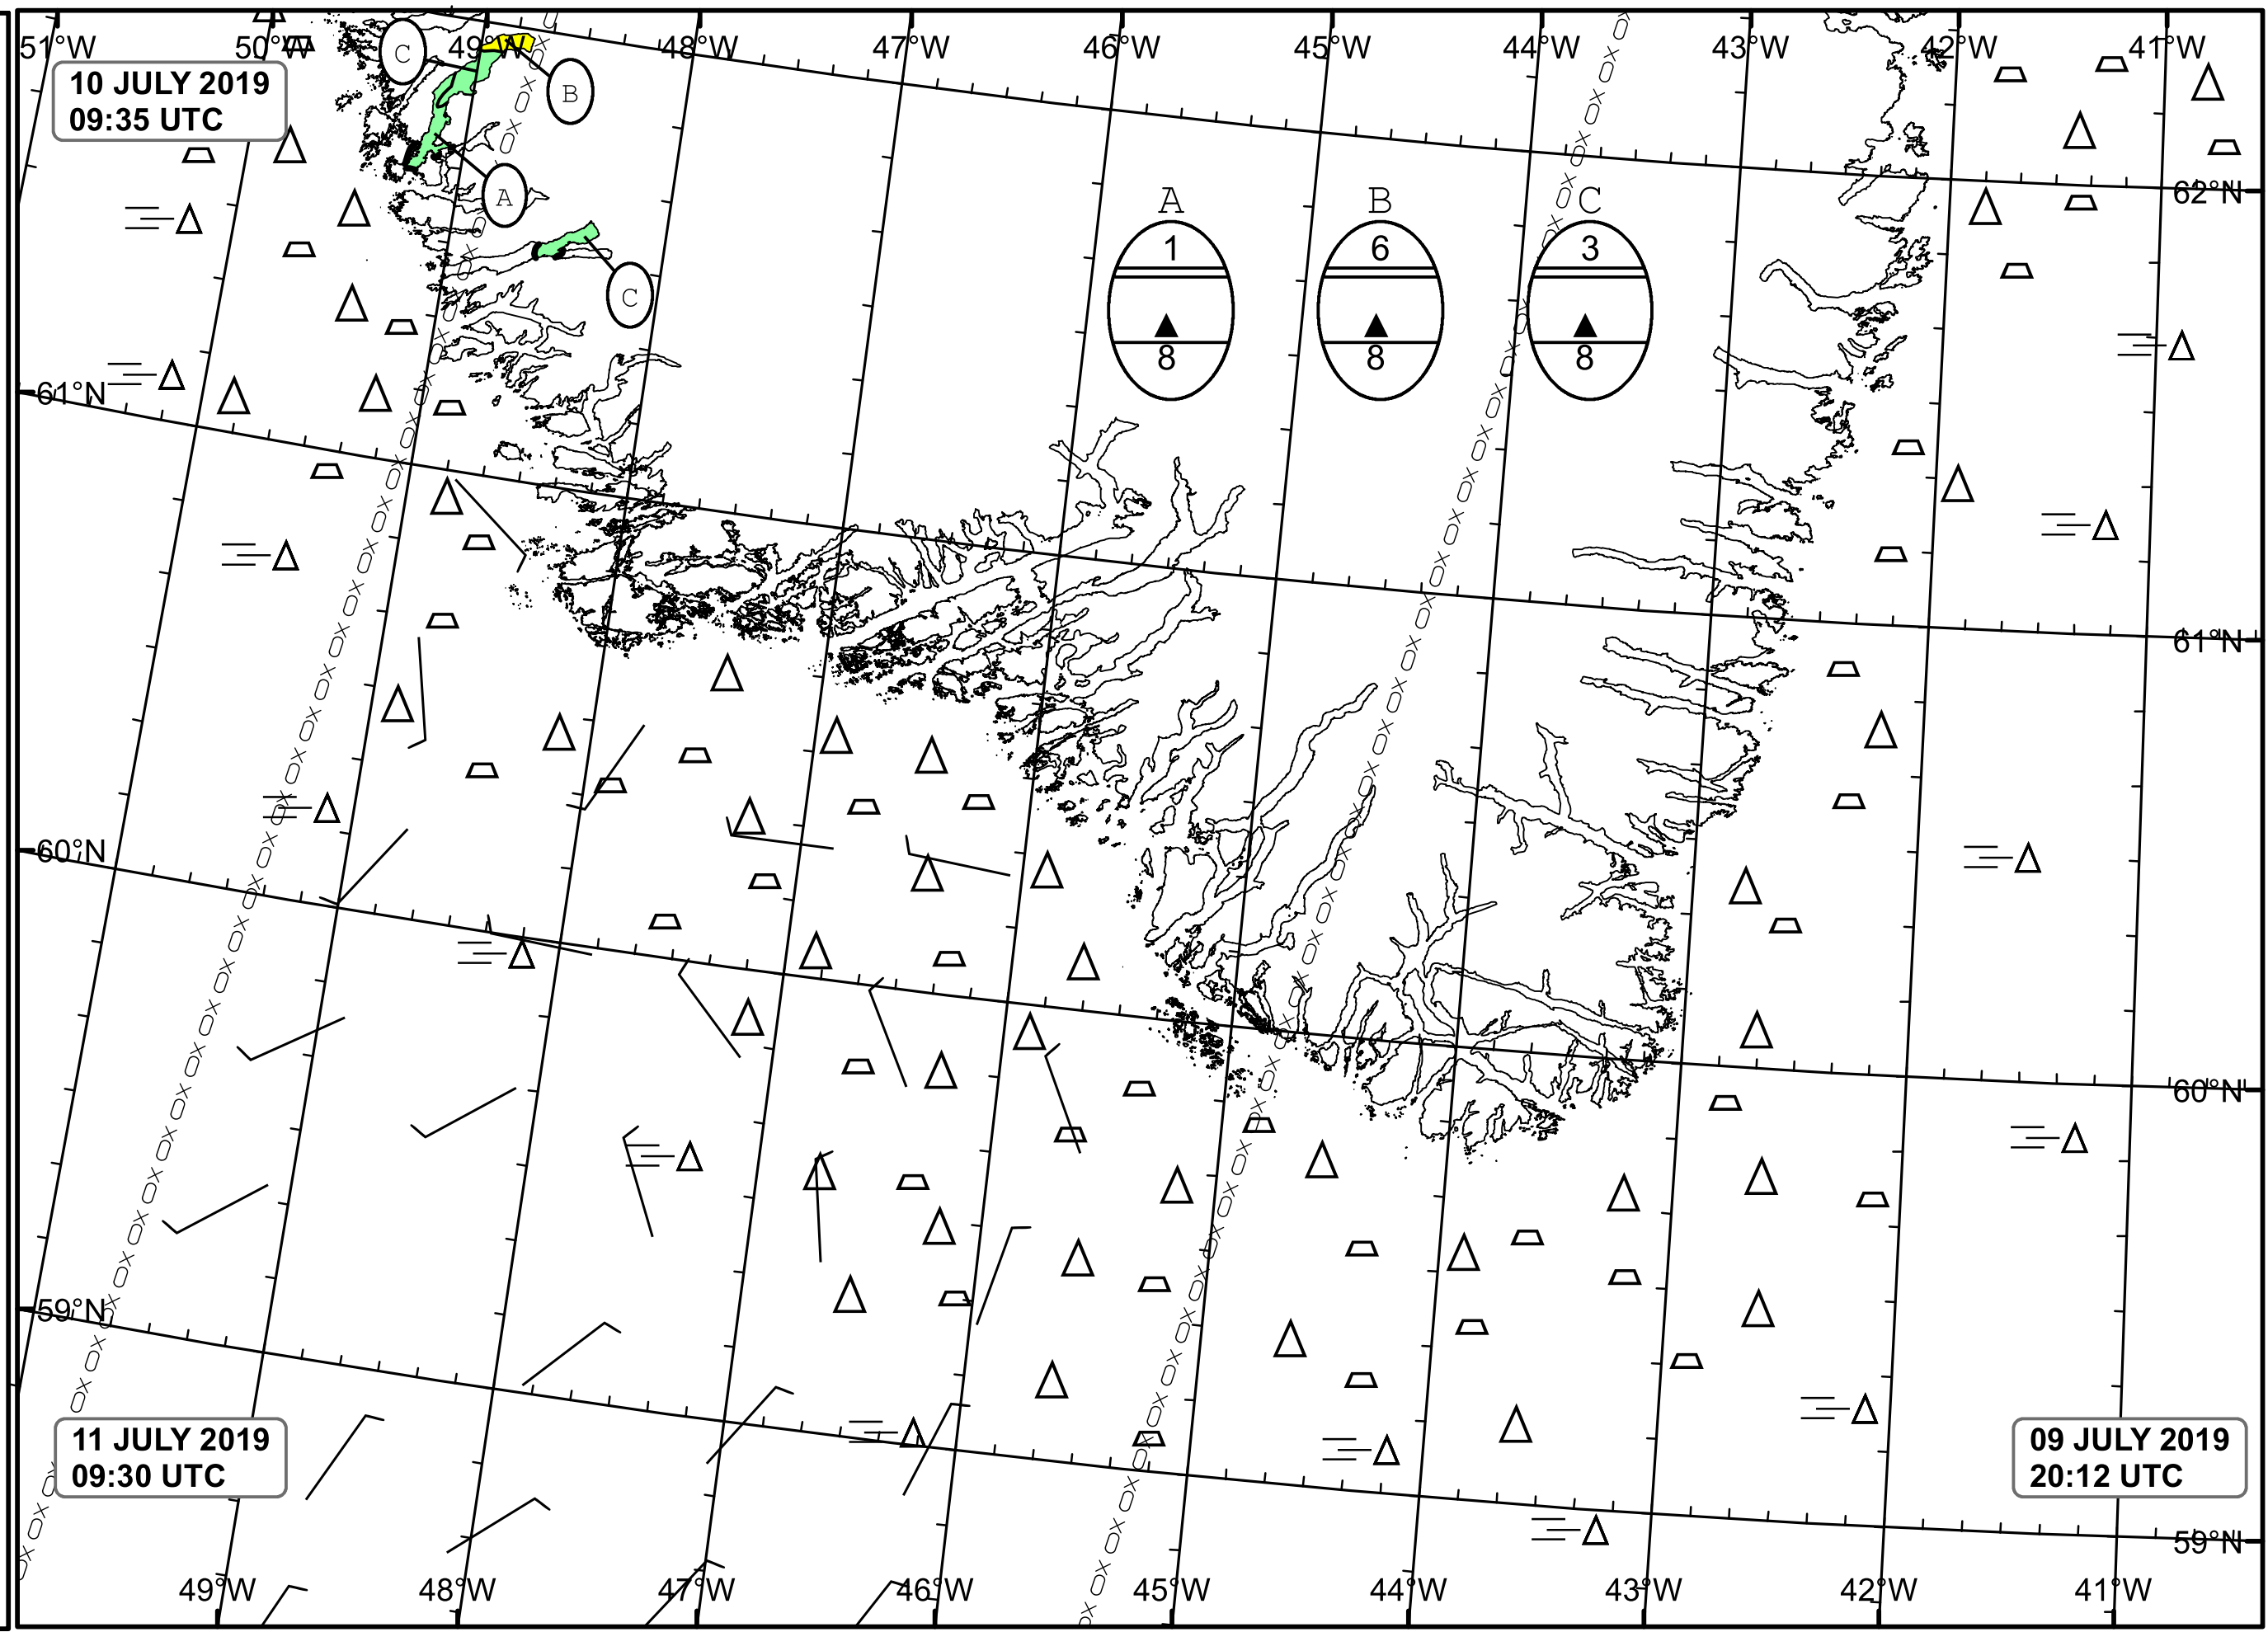 51°W 50°W 49°W 48°W 47°W 46°W 45°W 44°W 43°W 42°W 41°W
C
10 JULY 2019
09:35 UTC
B
A
C
A B C
1 6 3
8 8 8
62°N
61°N
61°N
60°N
60°N
59°N
59°N
11 JULY 2019
09:30 UTC
09 JULY 2019
20:12 UTC
49°W 48°W 47°W 46°W 45°W 44°W 43°W 42°W 41°W